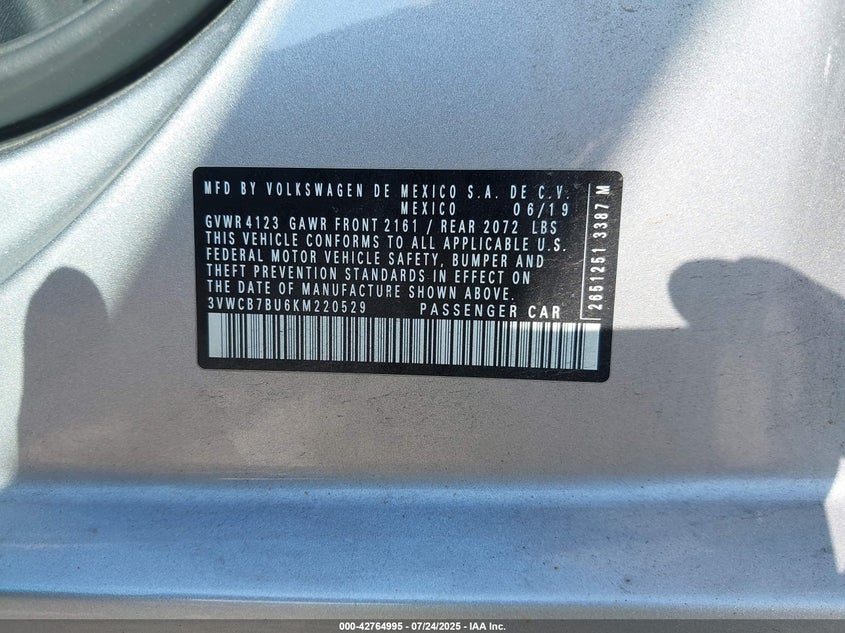 MFD BY VOLKSWAGEN DE MEXICO S.A. DE C.V.
MEXICO 06/19
GVWR 4123 GAWR FRONT 2161 / REAR 2072 LBS
THIS VEHICLE CONFORMS TO ALL APPLICABLE U.S.
FEDERAL MOTOR VEHICLE SAFETY, BUMPER AND
THEFT PREVENTION STANDARDS IN EFFECT ON
THE DATE OF MANUFACTURE SHOWN ABOVE.
3VWCB7BU6KM220529 PASSENGER CAR
2651251 3387 M
000-42764995 - 07/24/2025 - IAA Inc.